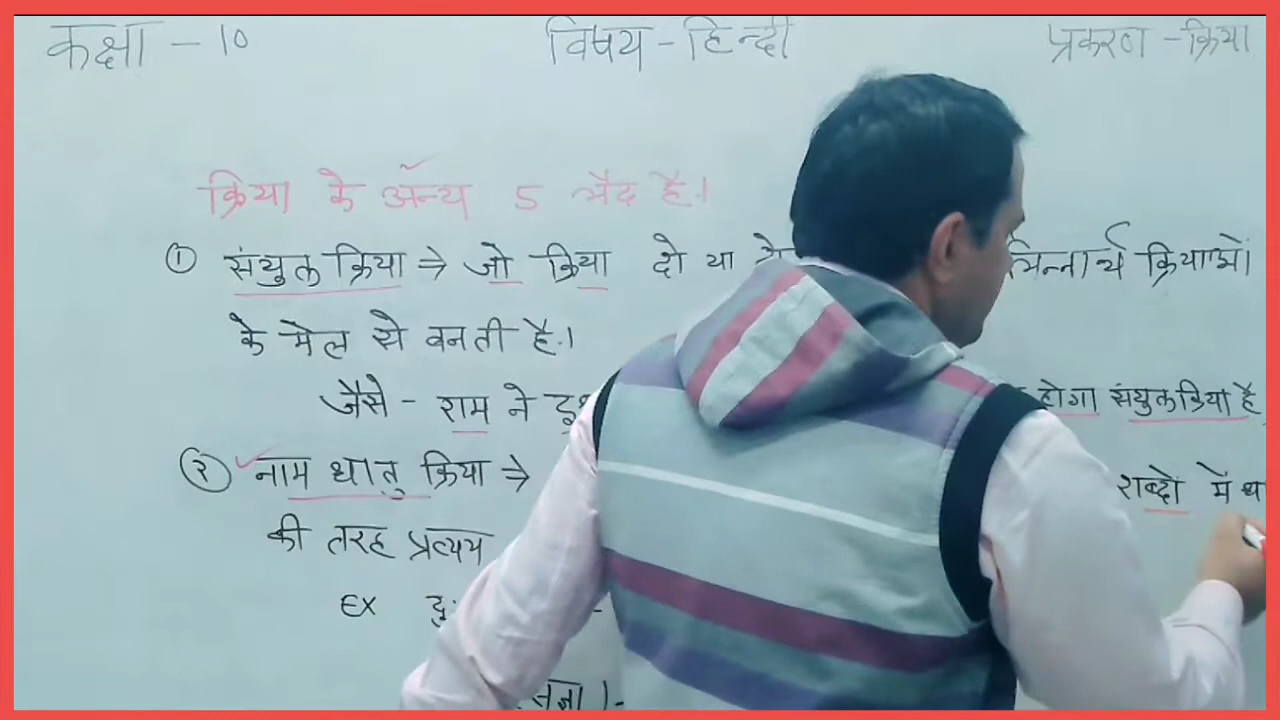 कक्षा - 10 विषय - हिन्दी प्रकरण - क्रिया
क्रिया के अन्य 5 भेद है।
① संयुक्त क्रिया ⇒ जो क्रिया दो या भिन्नार्थ क्रियाओं
के मेल से बनती है।
जैसे - राम ने होगा संयुक्त क्रिया है
② नाम धातु क्रिया ⇒ शब्दो में
की तरह प्रत्यय
EX